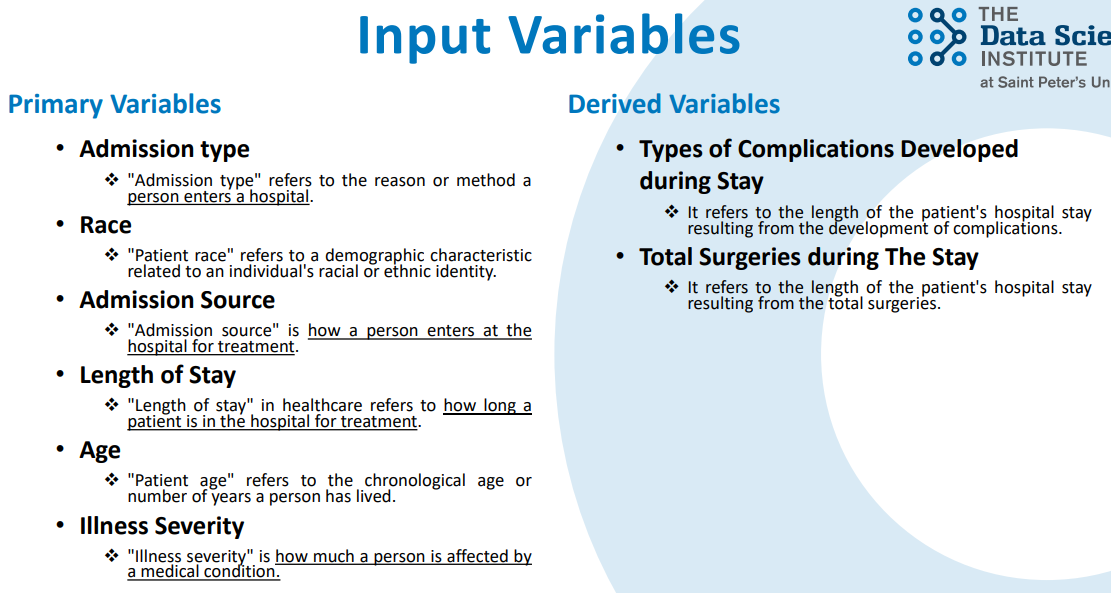 Input Variables
THE
Data Scie
INSTITUTE
at Saint Peter's Un
Primary Variables
• Admission type
❖ "Admission type" refers to the reason or method a
person enters a hospital.
• Race
❖ "Patient race" refers to a demographic characteristic
related to an individual's racial or ethnic identity.
• Admission Source
❖ "Admission source" is how a person enters at the
hospital for treatment.
• Length of Stay
❖ "Length of stay" in healthcare refers to how long a
patient is in the hospital for treatment.
• Age
❖ "Patient age" refers to the chronological age or
number of years a person has lived.
• Illness Severity
❖ "Illness severity" is how much a person is affected by
a medical condition.
Derived Variables
• Types of Complications Developed
during Stay
❖ It refers to the length of the patient's hospital stay
resulting from the development of complications.
• Total Surgeries during The Stay
❖ It refers to the length of the patient's hospital stay
resulting from the total surgeries.